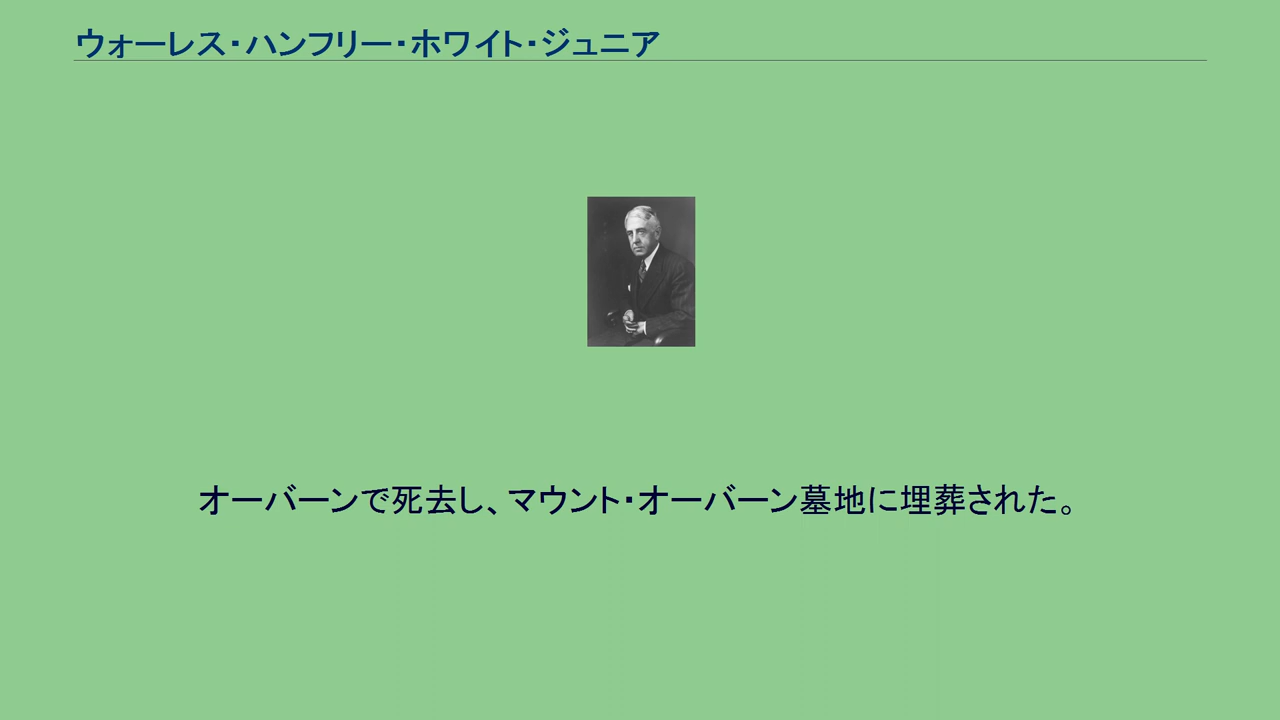 ウォーレス・ハンフリー・ホワイト・ジュニア
オーバーンで死去し、マウント・オーバーン墓地に埋葬された。